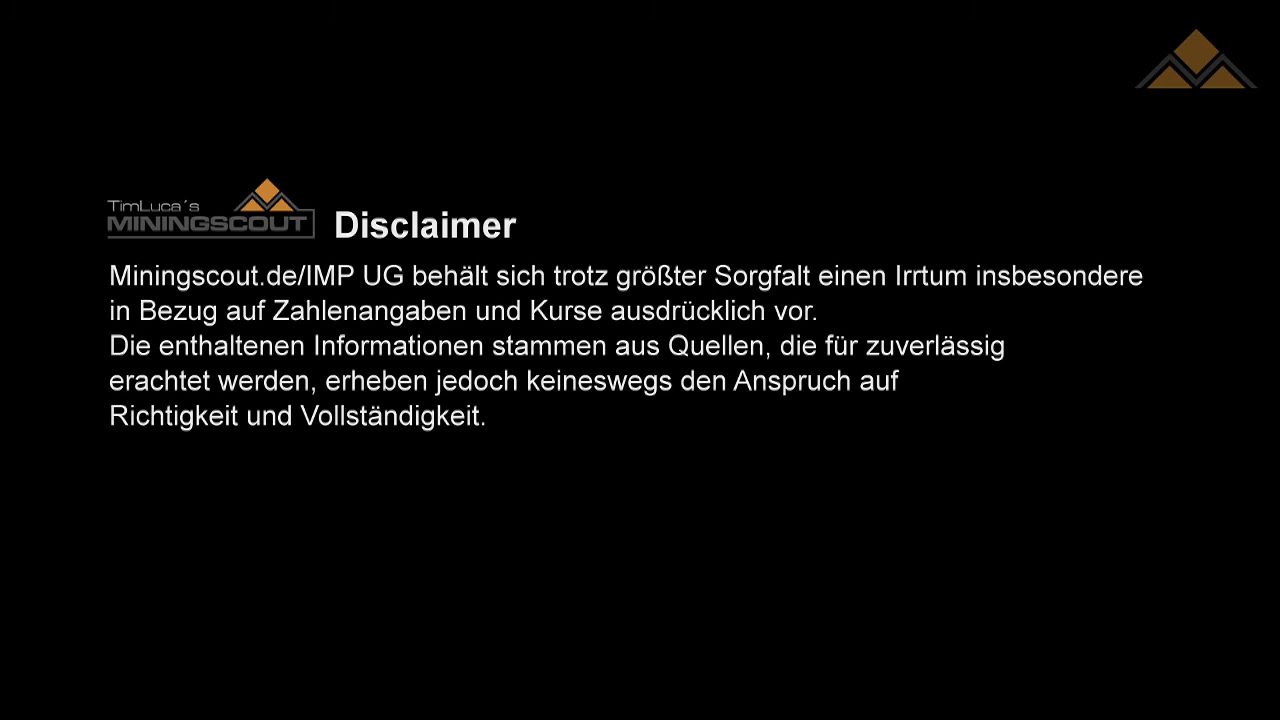 TimLuca´s
MININGSCOUT
Disclaimer
Miningscout.de/IMP UG behält sich trotz größter Sorgfalt einen Irrtum insbesondere
in Bezug auf Zahlenangaben und Kurse ausdrücklich vor.
Die enthaltenen Informationen stammen aus Quellen, die für zuverlässig
erachtet werden, erheben jedoch keineswegs den Anspruch auf
Richtigkeit und Vollständigkeit.